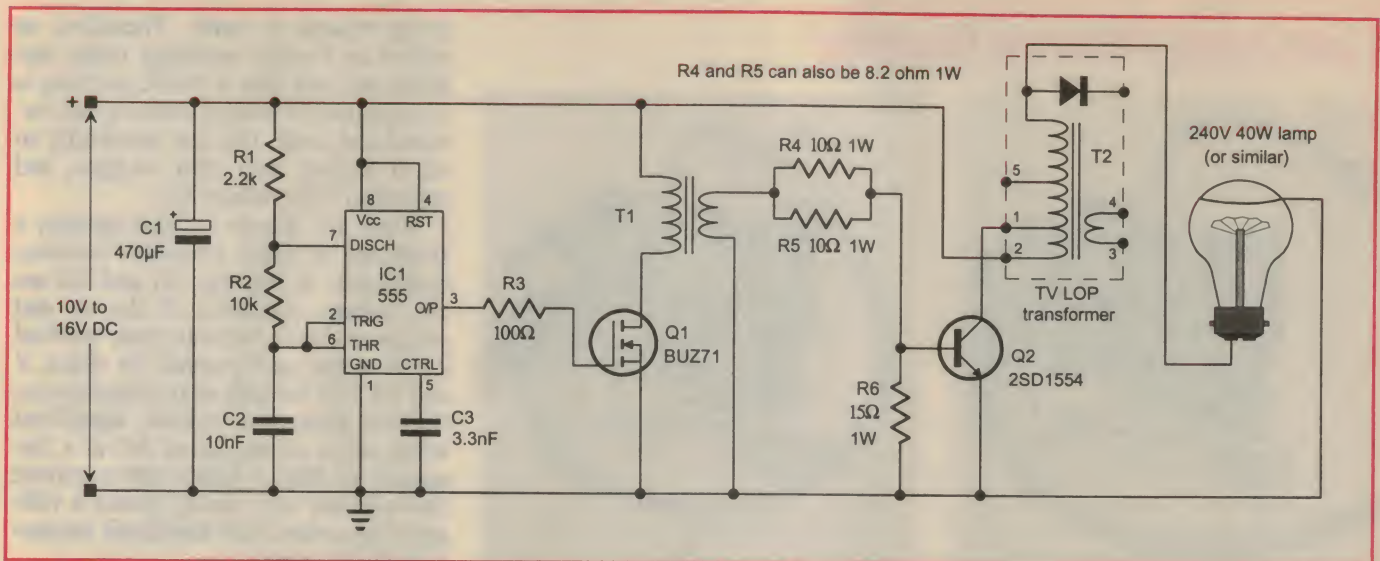 R4 and R5 can also be 8.2 ohm 1W
+
10V to
16V DC
C1
+
470µF
R1
2.2k
R2
10k
C2
10nF
8
4
Vcc
RST
7
DISCH
IC1
555
O/P
3
2
TRIG
6
THR
GND
CTRL
1
5
C3
3.3nF
R3
100Ω
Q1
BUZ71
T1
R4 10Ω 1W
R5 10Ω 1W
R6
15Ω
1W
Q2
2SD1554
5
1
2
T2
4
3
TV LOP
transformer
240V 40W lamp
(or similar)